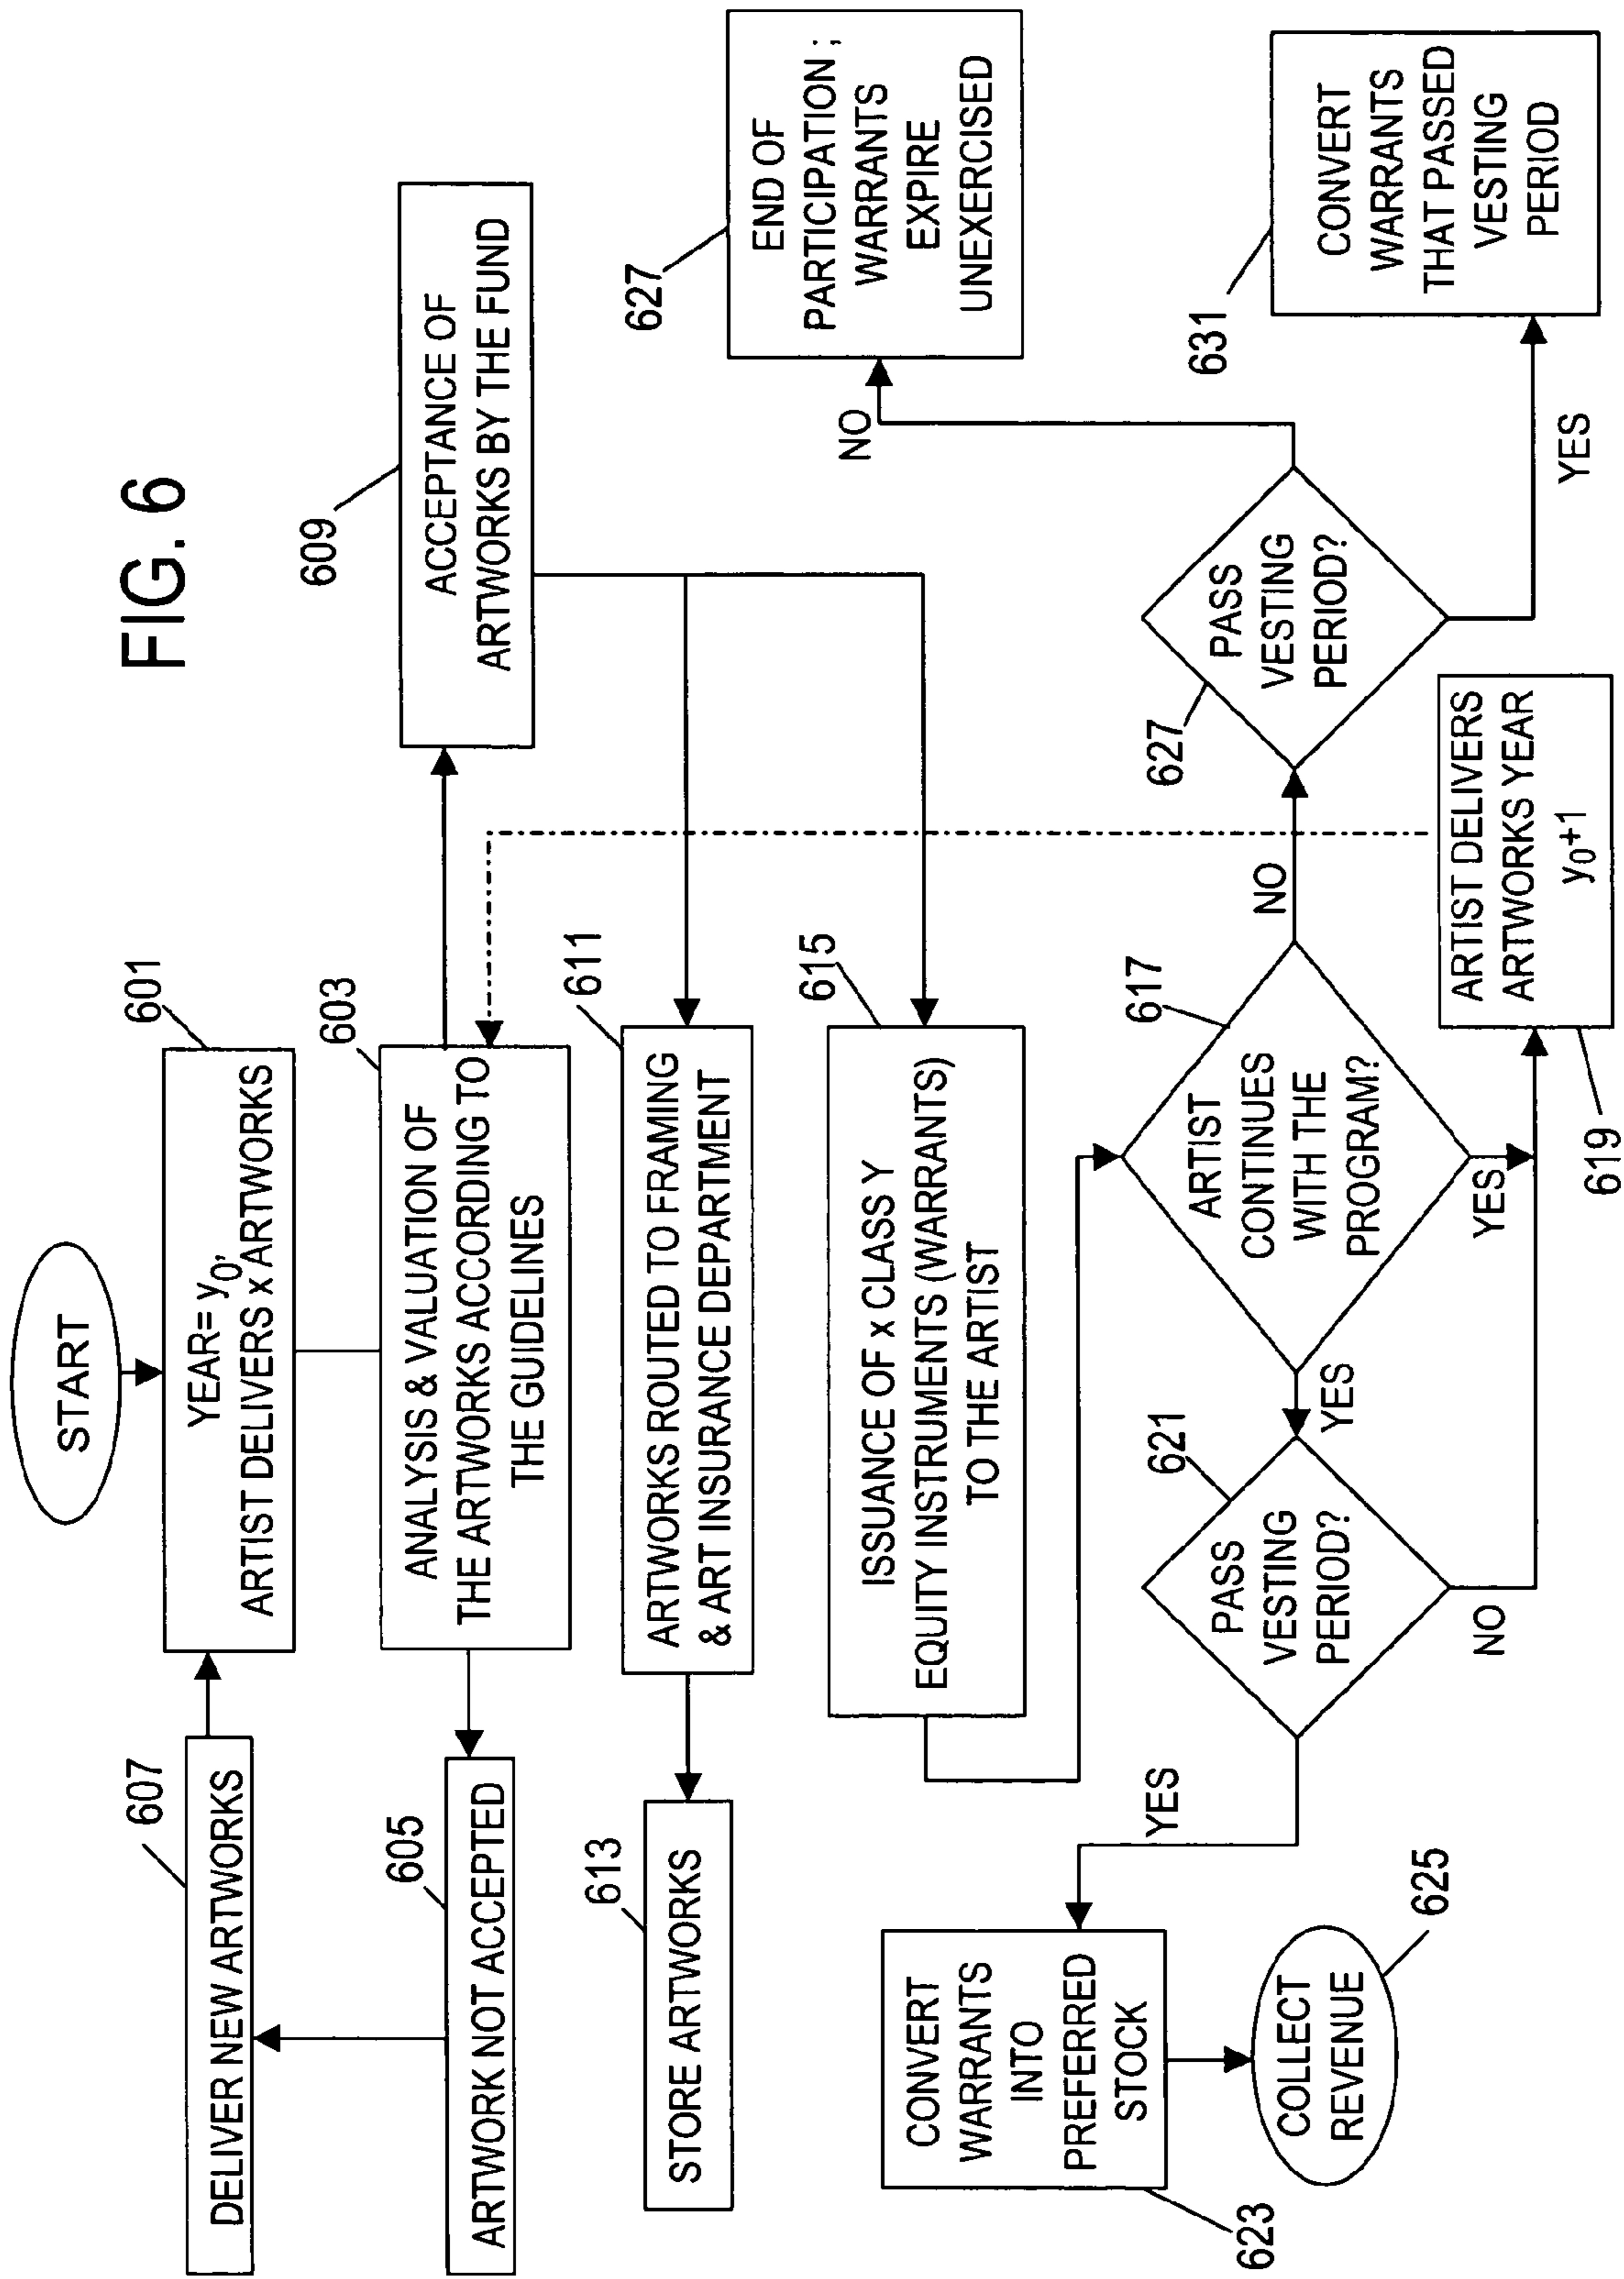 FIG. 6
START
601
YEAR= y0,
ARTIST DELIVERS x ARTWORKS
607
DELIVER NEW ARTWORKS
603
ANALYSIS & VALUATION OF
THE ARTWORKS ACCORDING TO
THE GUIDELINES
605
ARTWORK NOT ACCEPTED
609
ACCEPTANCE OF
ARTWORKS BY THE FUND
611
ARTWORKS ROUTED TO FRAMING
& ART INSURANCE DEPARTMENT
613
STORE ARTWORKS
615
ISSUANCE OF x CLASS Y
EQUITY INSTRUMENTS (WARRANTS)
TO THE ARTIST
617
ARTIST
CONTINUES
WITH THE
PROGRAM?
YES
YES
NO
619
ARTIST DELIVERS
ARTWORKS YEAR
y0+1
621
PASS
VESTING
PERIOD?
YES
NO
623
CONVERT
WARRANTS
INTO
PREFERRED
STOCK
625
COLLECT
REVENUE
627
PASS
VESTING
PERIOD?
NO
YES
627
END OF
PARTICIPATION ;
WARRANTS
EXPIRE
UNEXERCISED
631
CONVERT
WARRANTS
THAT PASSED
VESTING
PERIOD